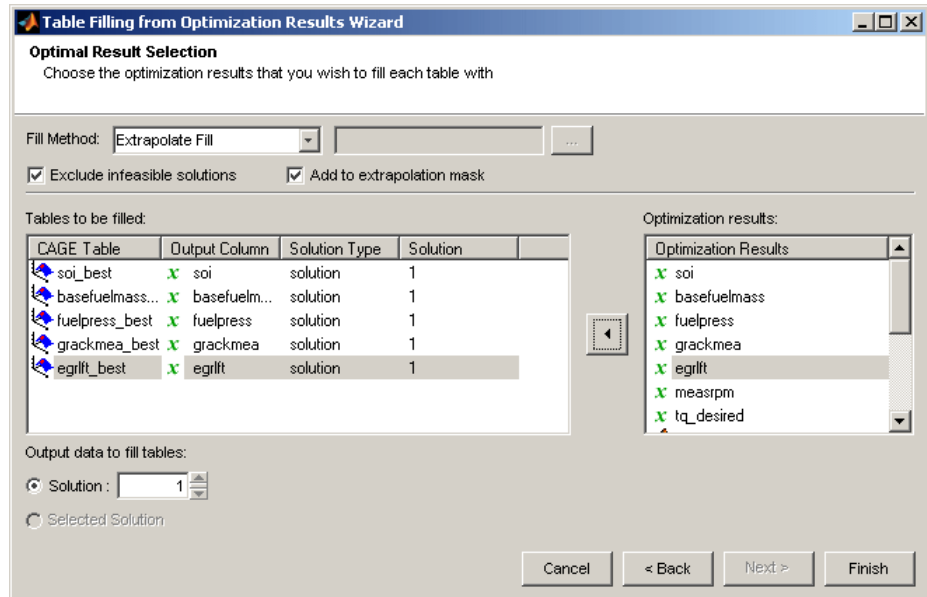 Table Filling from Optimization Results Wizard
Optimal Result Selection
Choose the optimization results that you wish to fill each table with
Fill Method: Extrapolate Fill ...
Exclude infeasible solutions Add to extrapolation mask
Tables to be filled: Optimization results:
CAGE Table Output Column Solution Type Solution Optimization Results
soi_best x soi solution 1 x soi
basefuelmass... x basefuelm... solution 1 x basefuelmass
fuelpress_best x fuelpress solution 1 x fuelpress
grackmea_best x grackmea solution 1 x grackmea
egrlft_best x egrlft solution 1 x egrlft
x measrpm
x tq_desired
Output data to fill tables:
Solution : 1
Selected Solution
Cancel < Back Next > Finish